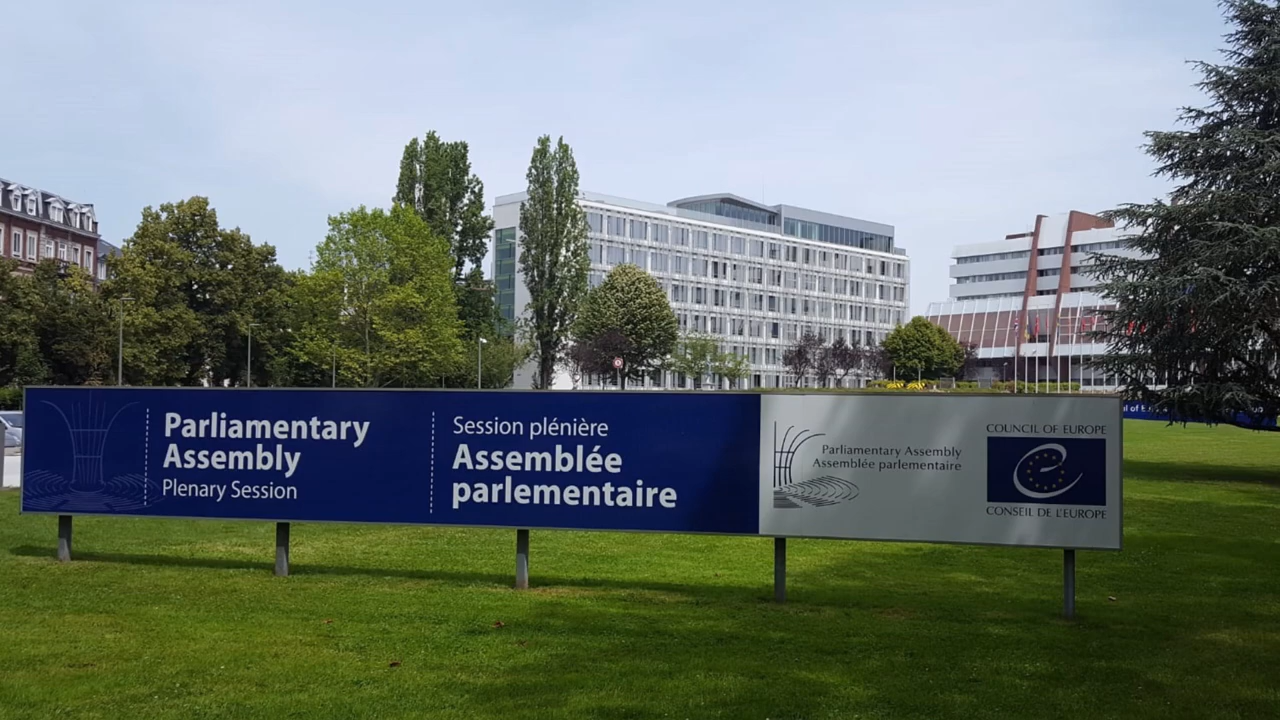 Parliamentary
Assembly
Plenary Session
Session plénière
Assemblée
parlementaire
Parliamentary Assembly
Assemblée parlementaire
COUNCIL OF EUROPE
CONSEIL DE L'EUROPE